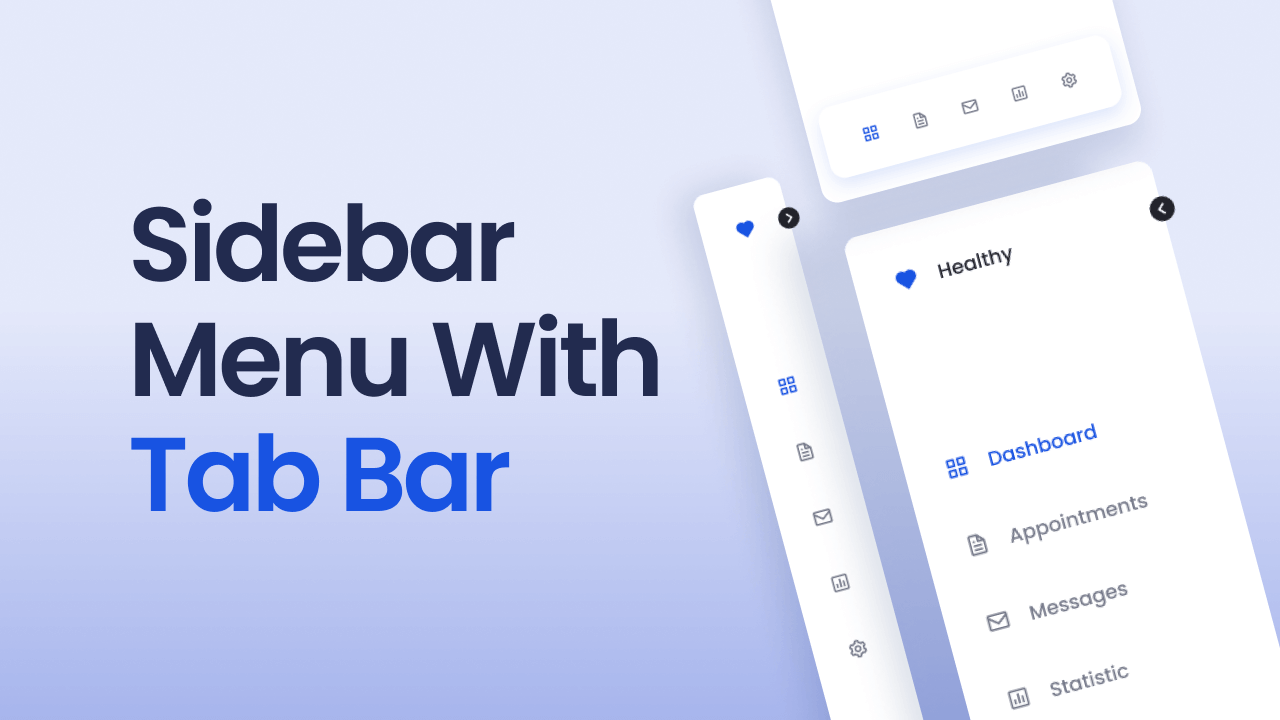 Sidebar
Menu With
Tab Bar
Healthy
Dashboard
Appointments
Messages
Statistic